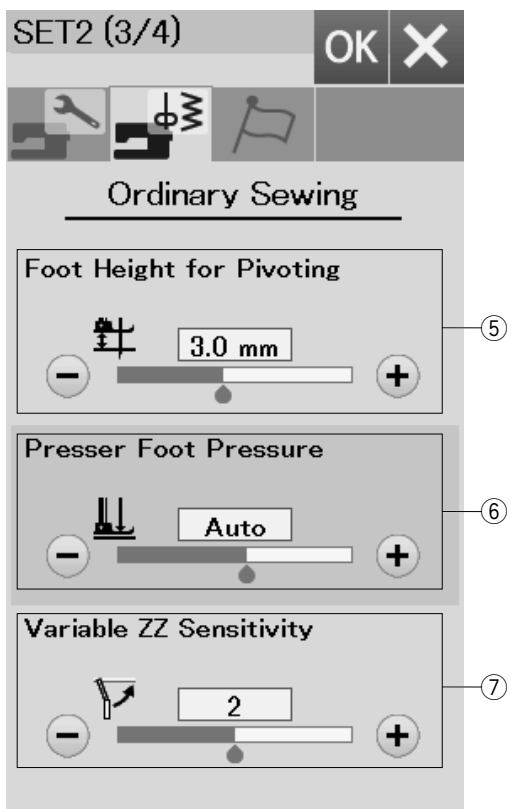 SET2 (3/4)
OK
Ordinary Sewing
Foot Height for Pivoting
3.0 mm
⑤
Presser Foot Pressure
Auto
⑥
Variable ZZ Sensitivity
2
⑦